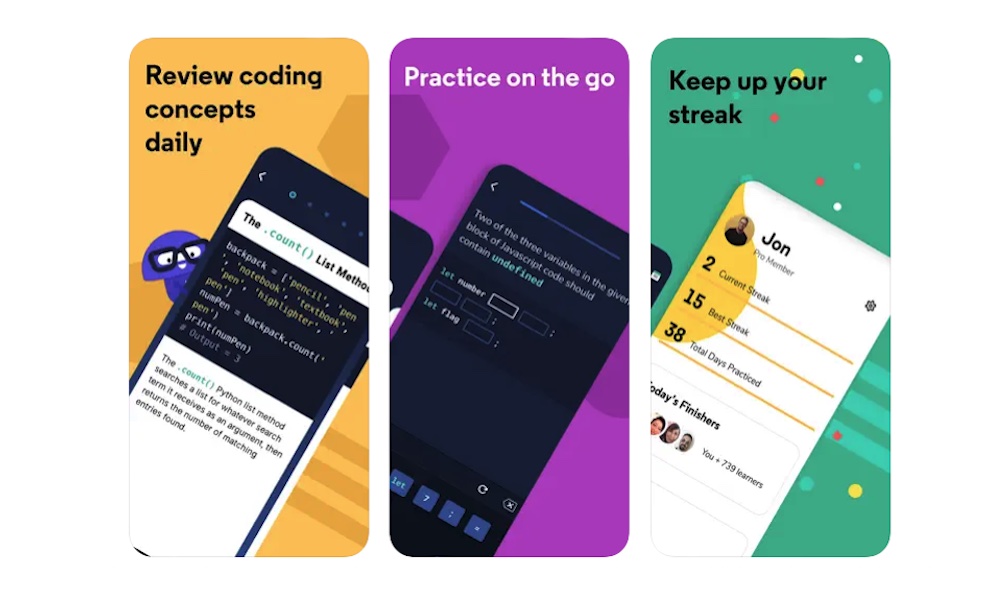 Review coding
concepts
daily
The .count() List Metho
backpack = ['pencil', 'pen
', 'notebook', 'textbook',
'pen', 'highlighter', '
pen']
numPen = backpack.count('
pen')
print(numPen)
# Output = 3
The .count() Python list method
searches a list for whatever search
term it receives as an argument, then
returns the number of matching
entries found.
Practice on the go
Two of the three variables in the given
block of Javascript code should
contain undefined
let number
;
let flag
;
let
7
;
=
Keep up your
streak
Jon
Pro Member
2 Current Streak
15 Best Streak
38 Total Days Practiced
oday's Finishers
You + 739 learners